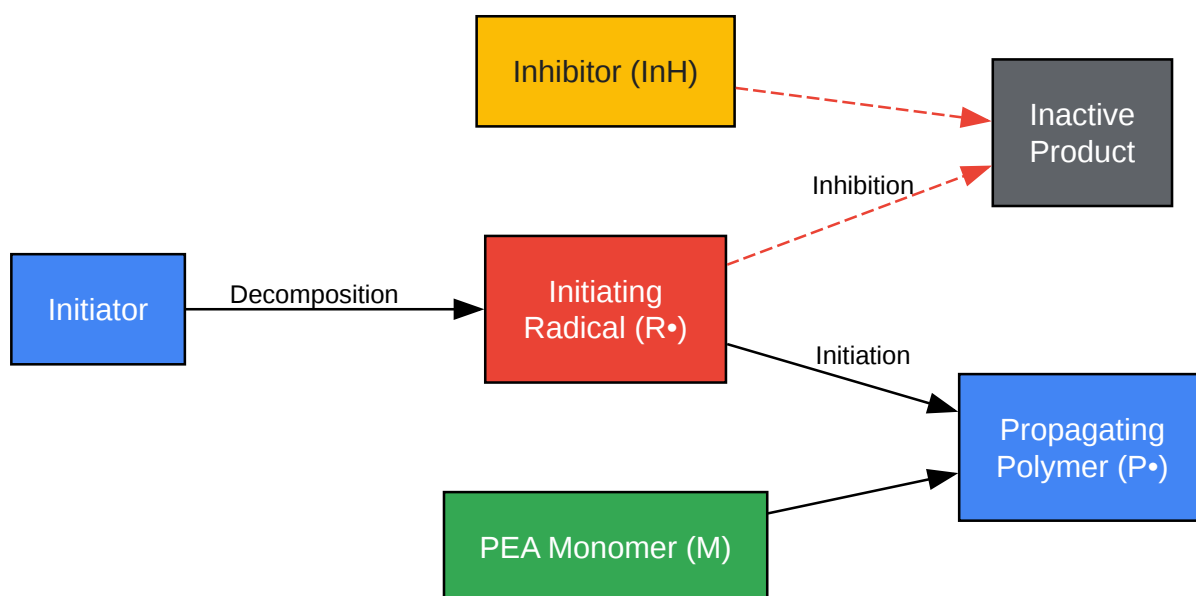 Inhibitor (InH)
Inactive
Product
Inhibition
Initiator
Decomposition
Initiating
Radical (R•)
Initiation
Propagating
Polymer (P•)
PEA Monomer (M)